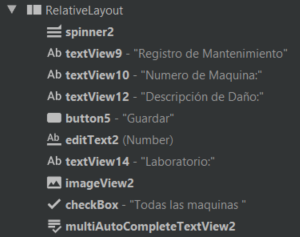 RelativeLayout
spinner2
Ab textView9 - "Registro de Mantenimiento"
Ab textView10 - "Numero de Maquina:"
Ab textView12 - "Descripción de Daño:"
button5 - "Guardar"
Ab editText2 (Number)
Ab textView14 - "Laboratorio:"
imageView2
checkBox - "Todas las maquinas "
multiAutoCompleteTextView2